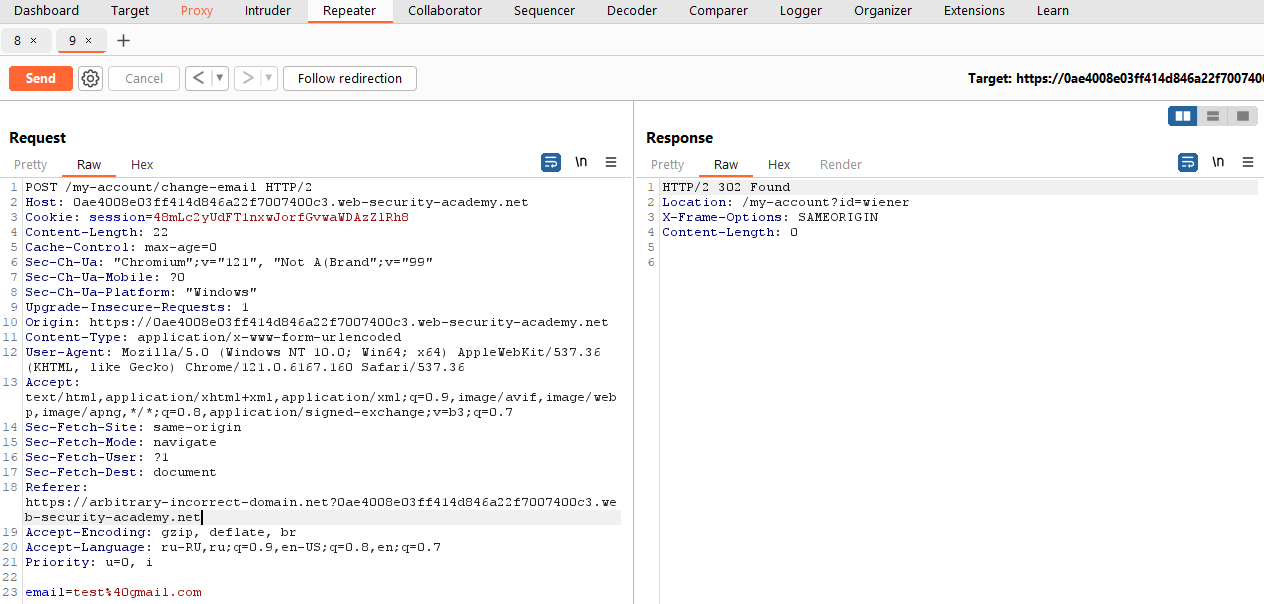 Dashboard Target Proxy Intruder Repeater Collaborator Sequencer Decoder Comparer Logger Organizer Extensions Learn
8 × 9 × +
Send Cancel < > Follow redirection Target: https://0ae4008e03ff414d846a22f7007400
Request
Pretty Raw Hex \n
1 POST /my-account/change-email HTTP/2
2 Host: 0ae4008e03ff414d846a22f7007400c3.web-security-academy.net
3 Cookie: session=48mLc2yUdFT1nxwJorfGvwaWDAzZ1Rh8
4 Content-Length: 22
5 Cache-Control: max-age=0
6 Sec-Ch-Ua: "Chromium";v="121", "Not A(Brand";v="99"
7 Sec-Ch-Ua-Mobile: ?0
8 Sec-Ch-Ua-Platform: "Windows"
9 Upgrade-Insecure-Requests: 1
10 Origin: https://0ae4008e03ff414d846a22f7007400c3.web-security-academy.net
11 Content-Type: application/x-www-form-urlencoded
12 User-Agent: Mozilla/5.0 (Windows NT 10.0; Win64; x64) AppleWebKit/537.36
(KHTML, like Gecko) Chrome/121.0.6167.160 Safari/537.36
13 Accept:
text/html,application/xhtml+xml,application/xml;q=0.9,image/avif,image/web
p,image/apng,*/*;q=0.8,application/signed-exchange;v=b3;q=0.7
14 Sec-Fetch-Site: same-origin
15 Sec-Fetch-Mode: navigate
16 Sec-Fetch-User: ?1
17 Sec-Fetch-Dest: document
18 Referer:
https://arbitrary-incorrect-domain.net?0ae4008e03ff414d846a22f7007400c3.we
b-security-academy.net
19 Accept-Encoding: gzip, deflate, br
20 Accept-Language: ru-RU,ru;q=0.9,en-US;q=0.8,en;q=0.7
21 Priority: u=0, i
22
23 email=test%40gmail.com
Response
Pretty Raw Hex Render \n
1 HTTP/2 302 Found
2 Location: /my-account?id=wiener
3 X-Frame-Options: SAMEORIGIN
4 Content-Length: 0
5
6